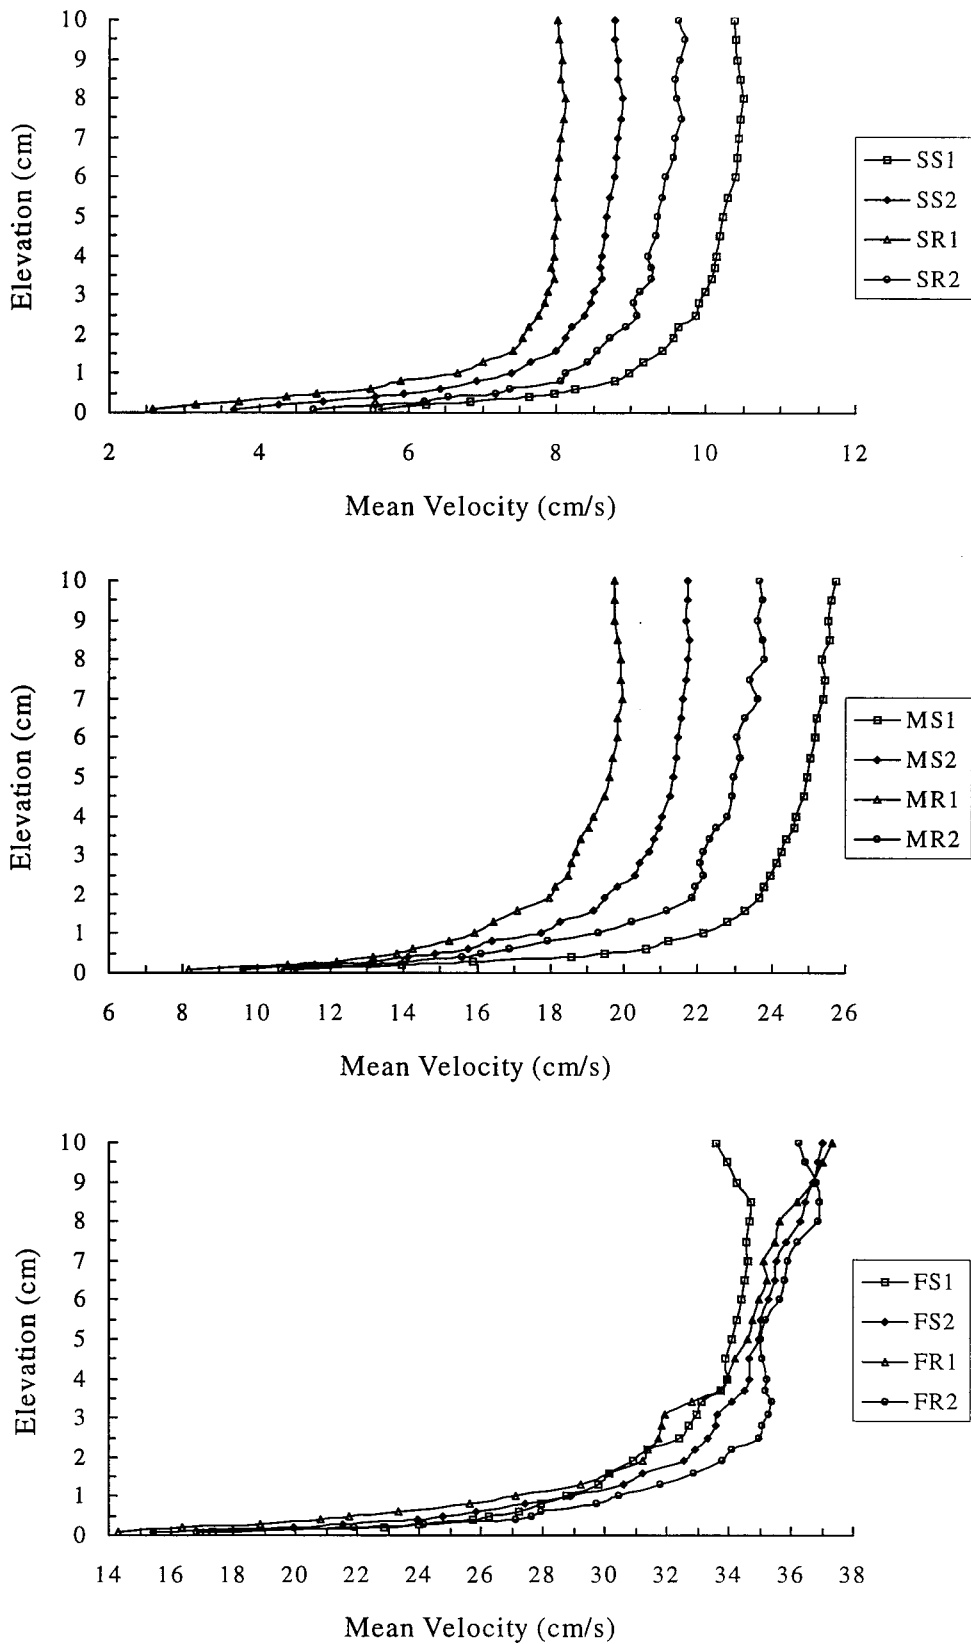 10
9
8
7
6
5
4
3
2
1
0
Elevation (cm)
2 4 6 8 10 12
Mean Velocity (cm/s)
SS1
SS2
SR1
SR2
10
9
8
7
6
5
4
3
2
1
0
Elevation (cm)
6 8 10 12 14 16 18 20 22 24 26
Mean Velocity (cm/s)
MS1
MS2
MR1
MR2
10
9
8
7
6
5
4
3
2
1
0
Elevation (cm)
14 16 18 20 22 24 26 28 30 32 34 36 38
Mean Velocity (cm/s)
FS1
FS2
FR1
FR2